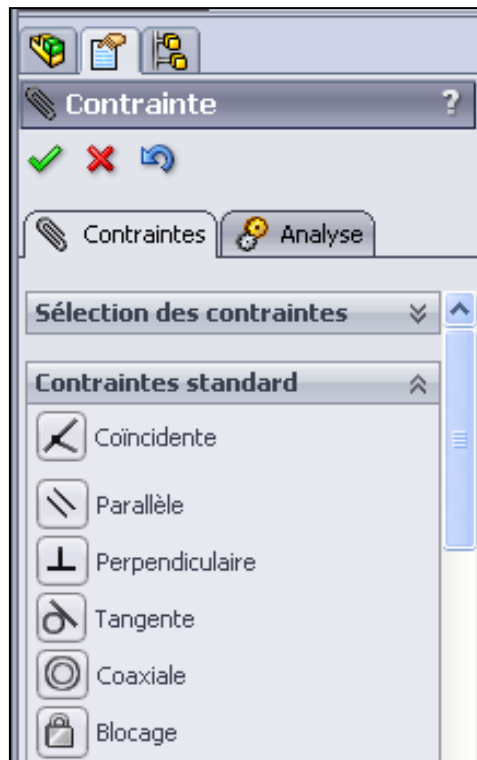 Contrainte ?
Contraintes Analyse
Sélection des contraintes
Contraintes standard
Coïncidente
Parallèle
Perpendiculaire
Tangente
Coaxiale
Blocage